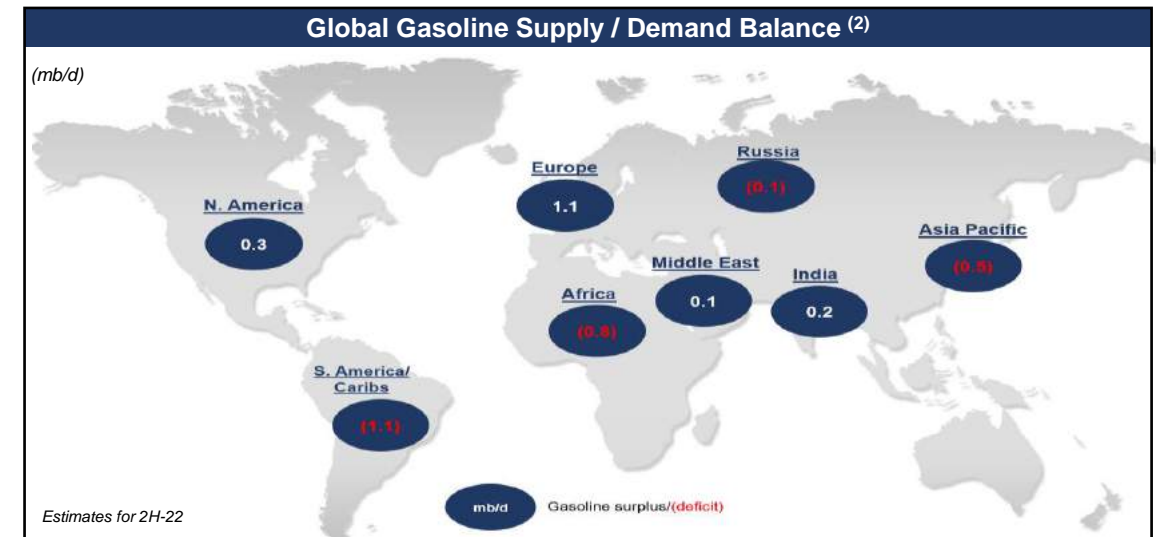 Global Gasoline Supply / Demand Balance (2)
(mb/d)
Russia
(0.1)
Europe
1.1
N. America
0.3
Asia Pacific
(0.5)
Middle East
0.1
India
0.2
Africa
(0.8)
S. America/
Caribs
(1.1)
mb/d Gasoline surplus/(deficit)
Estimates for 2H-22